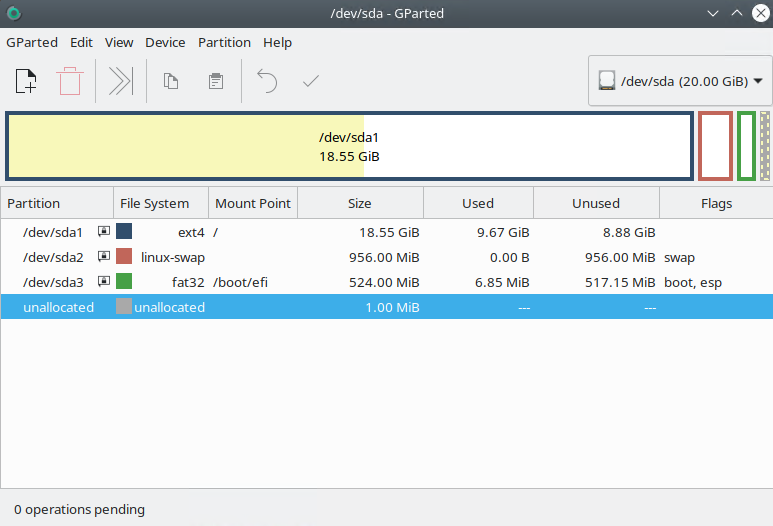 /dev/sda - GParted
GParted Edit View Device Partition Help
/dev/sda (20.00 GiB)
/dev/sda1
18.55 GiB
Partition File System Mount Point Size Used Unused Flags
/dev/sda1 ext4 / 18.55 GiB 9.67 GiB 8.88 GiB
/dev/sda2 linux-swap 956.00 MiB 0.00 B 956.00 MiB swap
/dev/sda3 fat32 /boot/efi 524.00 MiB 6.85 MiB 517.15 MiB boot, esp
unallocated unallocated 1.00 MiB --- ---
0 operations pending